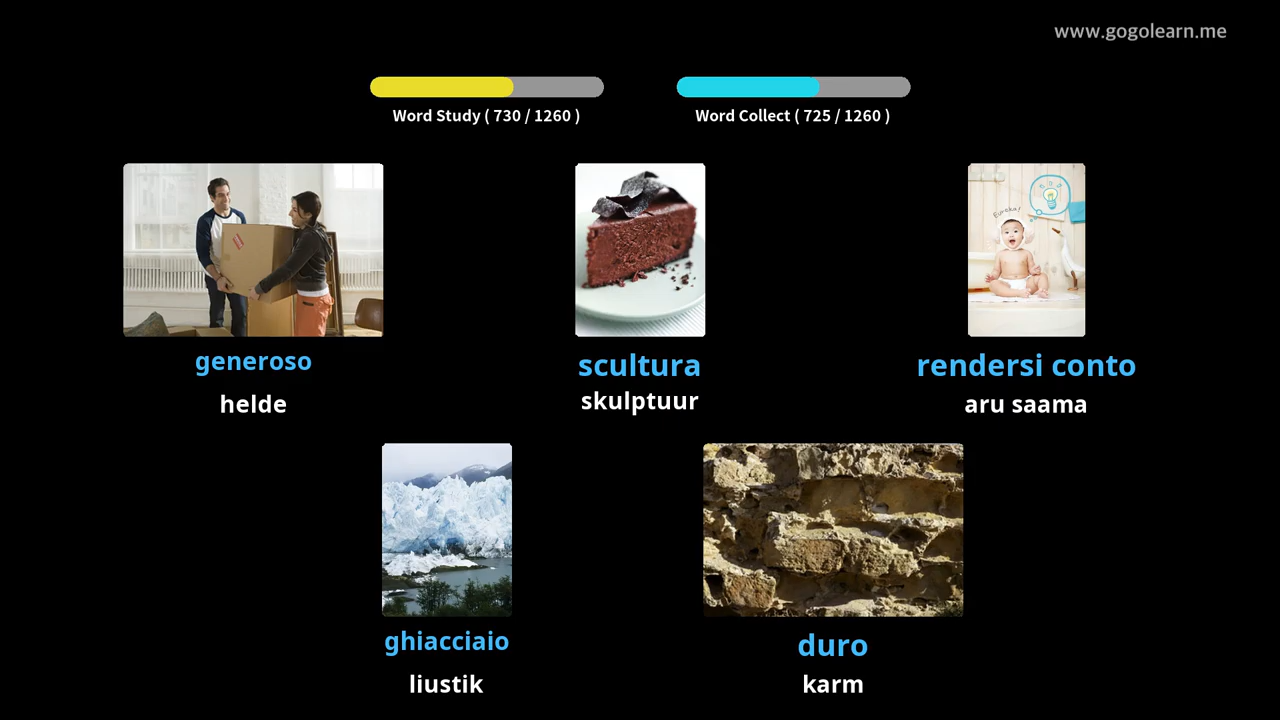 www.gogolearn.me
Word Study ( 730 / 1260 )
Word Collect ( 725 / 1260 )
Eureka!
generoso
helde
scultura
skulptuur
rendersi conto
aru saama
ghiacciaio
liustik
duro
karm